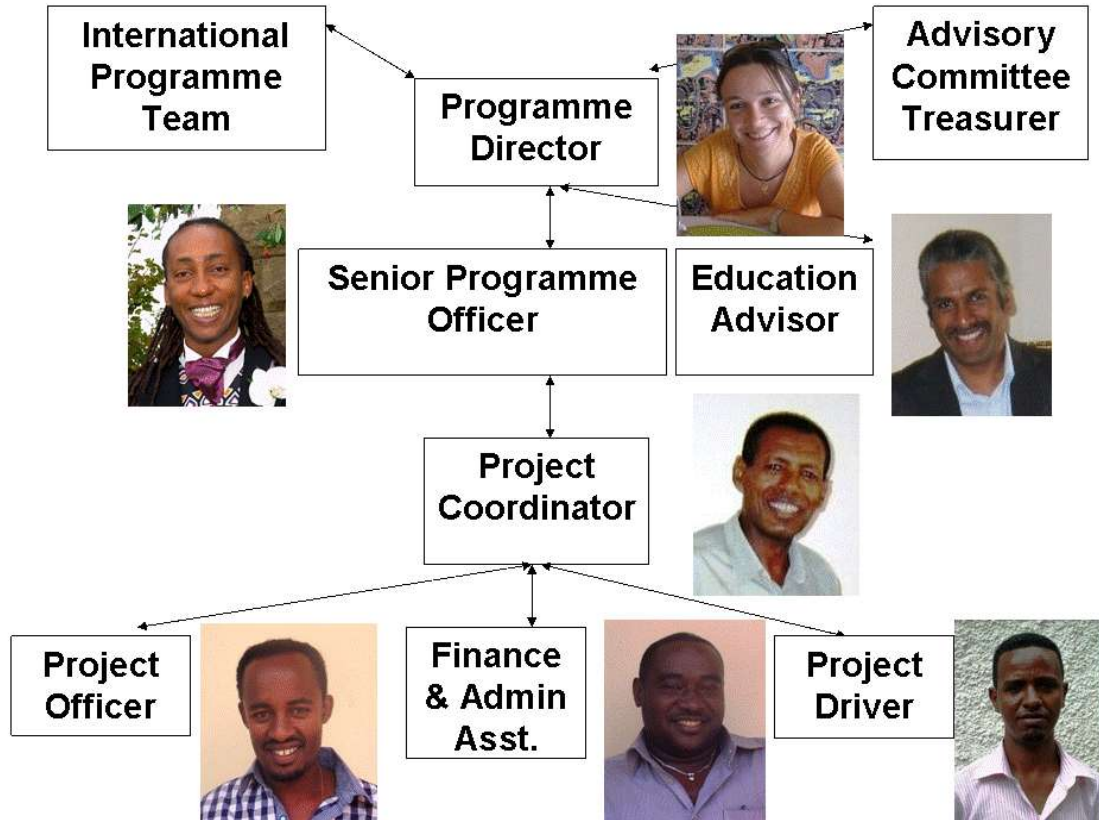 International
Programme
Team
Advisory
Committee
Treasurer
Programme
Director
Senior Programme
Officer
Education
Advisor
Project
Coordinator
Project
Officer
Finance
& Admin
Asst.
Project
Driver